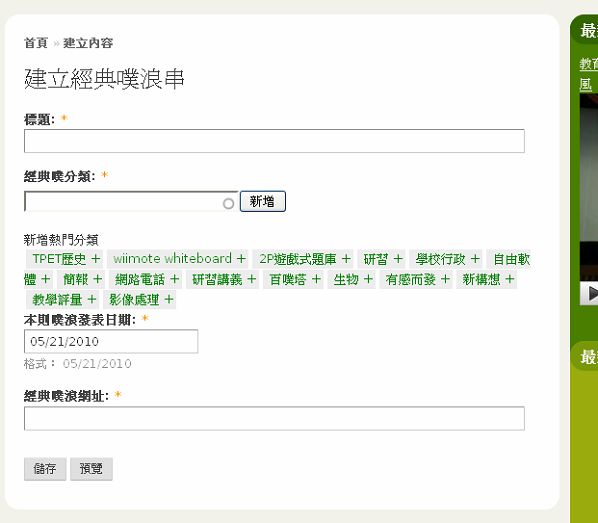 首頁 » 建立內容
建立經典噗浪串
標題: *
經典噗分類: *
新增
新增熱門分類
TPET歷史 + wiimote whiteboard + 2P遊戲式題庫 + 研習 + 學校行政 + 自由軟
體 + 簡報 + 網路電話 + 研習講義 + 百噗塔 + 生物 + 有感而發 + 新構想 +
教學評量 + 影像處理 +
本則噗浪發表日期: *
05/21/2010
格式： 05/21/2010
經典噗浪網址: *
儲存 預覽
最
教育
風
最